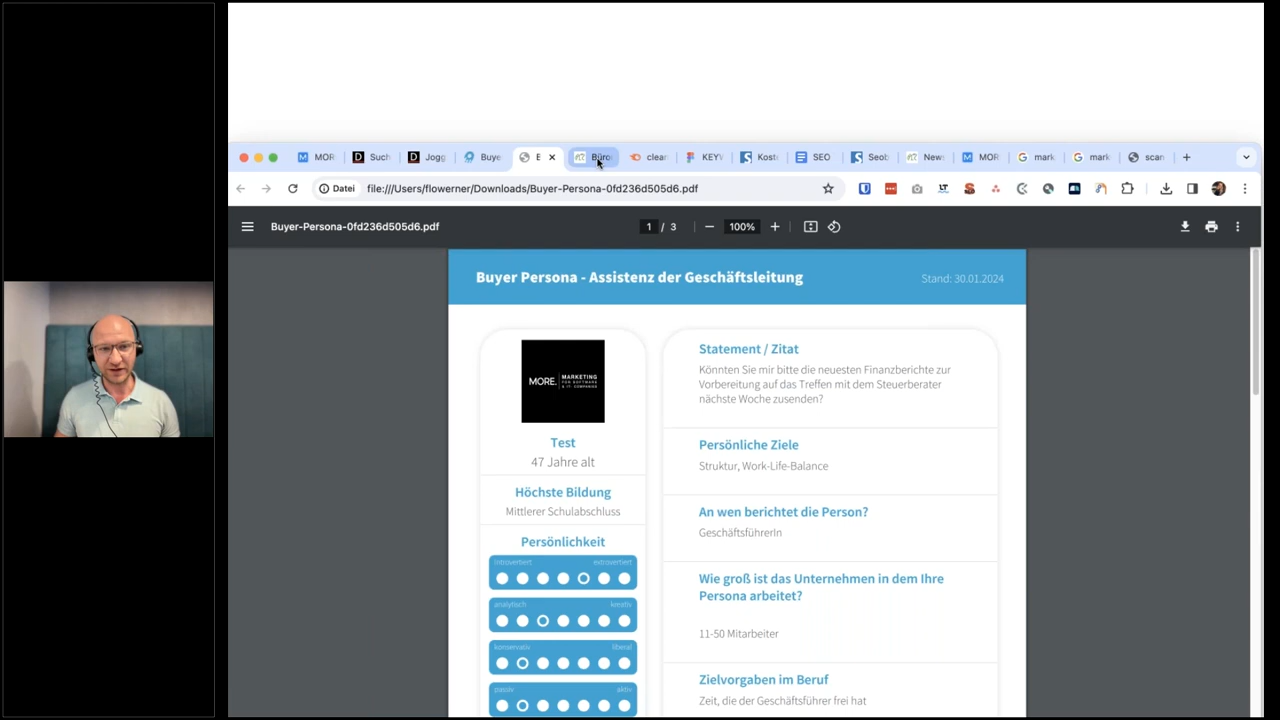 MOR
Such
Jogg
Buye
E
Büro
clear
KEYV
Kost
SEO
Seob
New
MOR
mark
mark
scan
Datei
file:///Users/flowerner/Downloads/Buyer-Persona-0fd236d505d6.pdf
Buyer-Persona-0fd236d505d6.pdf
1 / 3
100%
Buyer Persona - Assistenz der Geschäftsleitung
Stand: 30.01.2024
MORE. MARKETING
FOR SOFTWARE
& IT COMPANIES
Test
47 Jahre alt
Höchste Bildung
Mittlerer Schulabschluss
Persönlichkeit
introvertiert extrovertiert
analytisch kreativ
konservativ liberal
passiv aktiv
Statement / Zitat
Könnten Sie mir bitte die neuesten Finanzberichte zur
Vorbereitung auf das Treffen mit dem Steuerberater
nächste Woche zusenden?
Persönliche Ziele
Struktur, Work-Life-Balance
An wen berichtet die Person?
GeschäftsführerIn
Wie groß ist das Unternehmen in dem Ihre
Persona arbeitet?
11-50 Mitarbeiter
Zielvorgaben im Beruf
Zeit, die der Geschäftsführer frei hat